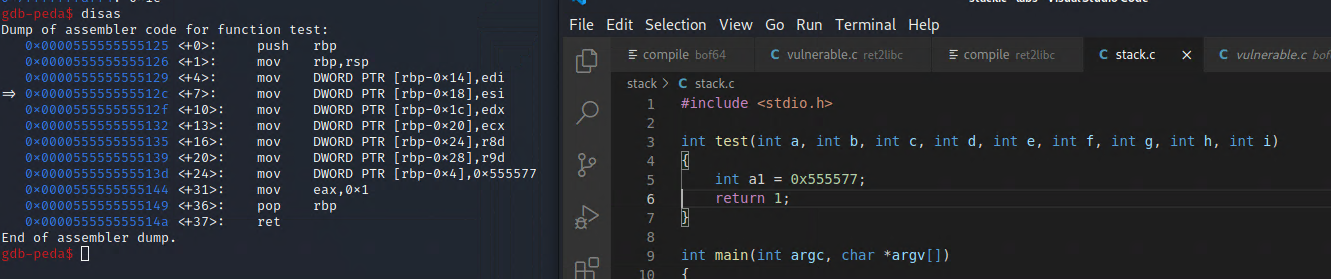 gdb-peda$ disas
Dump of assembler code for function test:
0×0000555555555125 <+0>: push rbp
0×0000555555555126 <+1>: mov rbp,rsp
0×0000555555555129 <+4>: mov DWORD PTR [rbp-0×14],edi
⇒ 0×000055555555512c <+7>: mov DWORD PTR [rbp-0×18],esi
0×000055555555512f <+10>: mov DWORD PTR [rbp-0×1c],edx
0×0000555555555132 <+13>: mov DWORD PTR [rbp-0×20],ecx
0×0000555555555135 <+16>: mov DWORD PTR [rbp-0×24],r8d
0×0000555555555139 <+20>: mov DWORD PTR [rbp-0×28],r9d
0×000055555555513d <+24>: mov DWORD PTR [rbp-0×4],0×555577
0×0000555555555144 <+31>: mov eax,0×1
0×0000555555555149 <+36>: pop rbp
0×000055555555514a <+37>: ret
End of assembler dump.
gdb-peda$
File Edit Selection View Go Run Terminal Help
compile bof64 vulnerable.c ret2libc compile ret2libc C stack.c × C vulnerable.c bof
stack > C stack.c
1 #include <stdio.h>
2
3 int test(int a, int b, int c, int d, int e, int f, int g, int h, int i)
4 {
5 int a1 = 0x555577;
6 return 1;
7 }
8
9 int main(int argc, char *argv[])
10 {